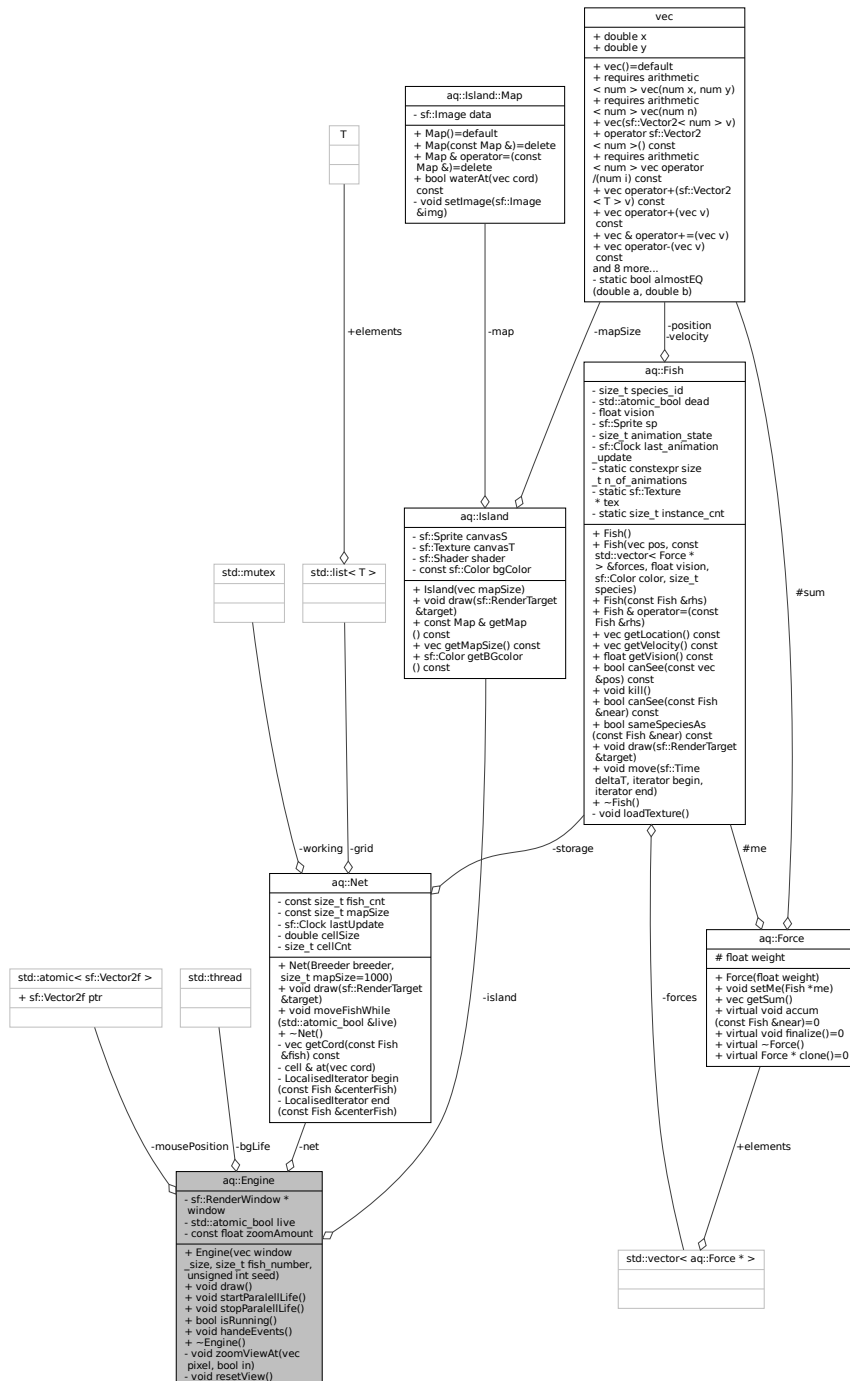 vec
+ double x
+ double y
+ vec()=default
+ requires arithmetic
< num > vec(num x, num y)
+ requires arithmetic
< num > vec(num n)
+ vec(sf::Vector2< num > v)
+ operator sf::Vector2
< num >() const
+ requires arithmetic
< num > vec operator
/(num i) const
+ vec operator+(sf::Vector2
< T > v) const
+ vec operator+(vec v)
const
+ vec & operator+=(vec v)
+ vec operator-(vec v)
const
and 8 more...
- static bool almostEQ
(double a, double b)
aq::Island::Map
- sf::Image data
+ Map()=default
+ Map(const Map &)=delete
+ Map & operator=(const
Map &)=delete
+ bool waterAt(vec cord)
const
- void setImage(sf::Image
&img)
T
+elements
-map
-mapSize
-position
-velocity
aq::Fish
- size_t species_id
- std::atomic_bool dead
- float vision
- sf::Sprite sp
- size_t animation_state
- sf::Clock last_animation
_update
- static constexpr size
_t n_of_animations
- static sf::Texture
* tex
- static size_t instance_cnt
+ Fish()
+ Fish(vec pos, const
std::vector< Force *
> &forces, float vision,
sf::Color color, size_t
species)
+ Fish(const Fish &rhs)
+ Fish & operator=(const
Fish &rhs)
+ vec getLocation() const
+ vec getVelocity() const
+ float getVision() const
+ bool canSee(const vec
&pos) const
+ void kill()
+ bool canSee(const Fish
&near) const
+ bool sameSpeciesAs
(const Fish &near) const
+ void draw(sf::RenderTarget
&target)
+ void move(sf::Time
deltaT, iterator begin,
iterator end)
+ ~Fish()
- void loadTexture()
aq::Island
- sf::Sprite canvasS
- sf::Texture canvasT
- sf::Shader shader
- const sf::Color bgColor
+ Island(vec mapSize)
+ void draw(sf::RenderTarget
&target)
+ const Map & getMap
() const
+ vec getMapSize() const
+ sf::Color getBGcolor
() const
std::mutex
std::list< T >
#sum
-working
-grid
-storage
#me
aq::Net
- const size_t fish_cnt
- const size_t mapSize
- sf::Clock lastUpdate
- double cellSize
- size_t cellCnt
+ Net(Breeder breeder,
size_t mapSize=1000)
+ void draw(sf::RenderTarget
&target)
+ void moveFishWhile
(std::atomic_bool &live)
+ ~Net()
- vec getCord(const Fish
&fish) const
- cell & at(vec cord)
- LocalisedIterator begin
(const Fish &centerFish)
- LocalisedIterator end
(const Fish &centerFish)
aq::Force
# float weight
+ Force(float weight)
+ void setMe(Fish *me)
+ vec getSum()
+ virtual void accum
(const Fish &near)=0
+ virtual void finalize()=0
+ virtual ~Force()
+ virtual Force * clone()=0
std::atomic< sf::Vector2f >
+ sf::Vector2f ptr
std::thread
-island
-forces
-mousePosition
-bgLife
-net
+elements
aq::Engine
- sf::RenderWindow *
window
- std::atomic_bool live
- const float zoomAmount
+ Engine(vec window
_size, size_t fish_number,
unsigned int seed)
+ void draw()
+ void startParalellLife()
+ void stopParalellLife()
+ bool isRunning()
+ void handeEvents()
+ ~Engine()
- void zoomViewAt(vec
pixel, bool in)
- void resetView()
std::vector< aq::Force * >